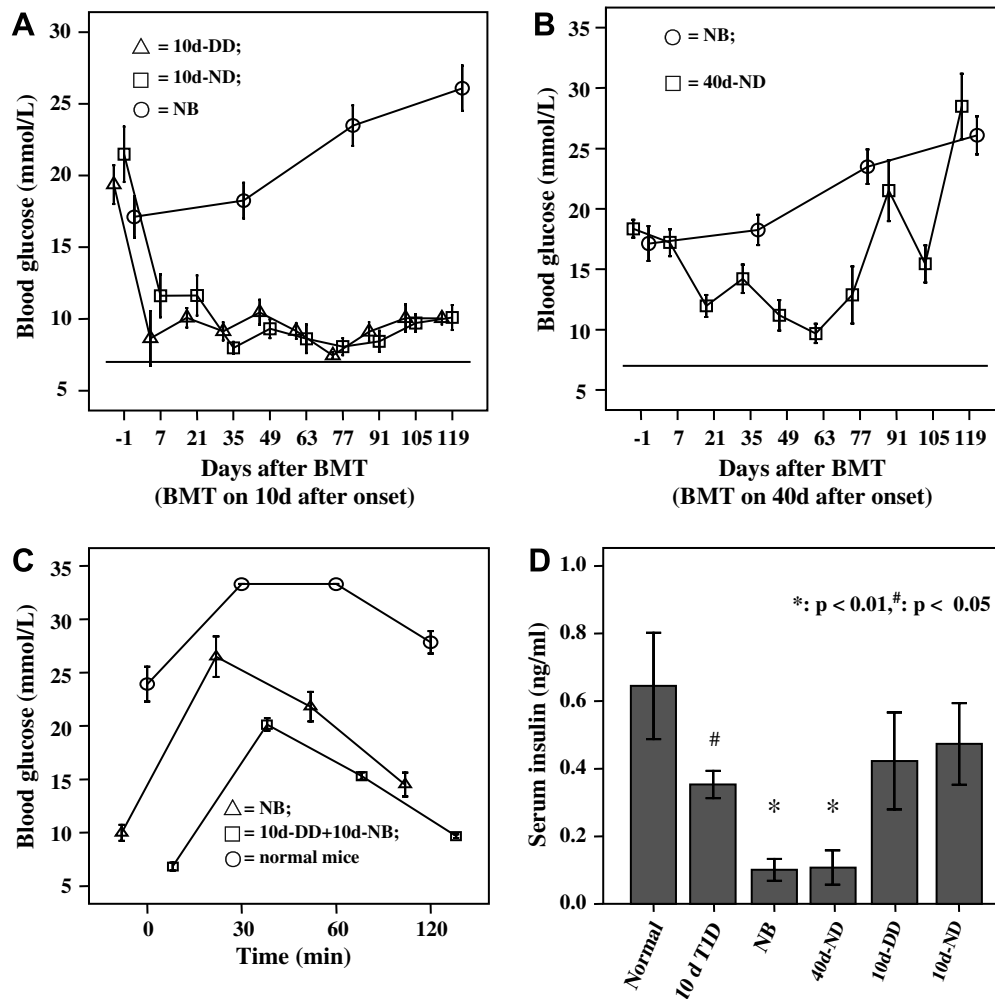 A
30
25
20
15
10
5
Blood glucose (mmol/L)
= 10d-DD;
= 10d-ND;
= NB
-1 7 21 35 49 63 77 91 105 119
Days after BMT
(BMT on 10d after onset)
B
35
30
25
20
15
10
5
Blood glucose (mmol/L)
= NB;
= 40d-ND
-1 7 21 35 49 63 77 91 105 119
Days after BMT
(BMT on 40d after onset)
C
35
30
25
20
15
10
5
Blood glucose (mmol/L)
= NB;
= 10d-DD+10d-NB;
= normal mice
0 30 60 120
Time (min)
D
1.0
0.8
0.6
0.4
0.2
0.0
Serum insulin (ng/ml)
*: p < 0.01,#: p < 0.05
# * *
Normal 10 d T1D NB 40d-ND 10d-DD 10d-ND